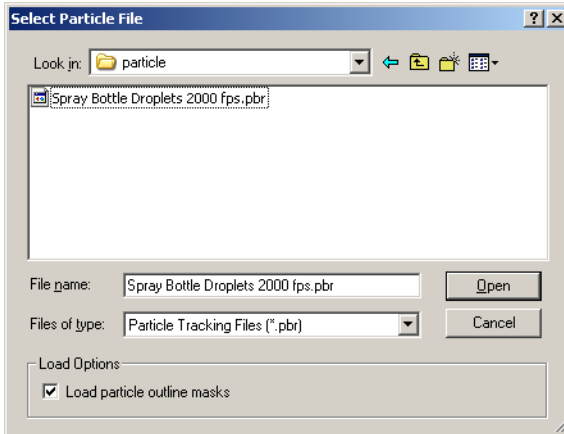 Select Particle File
Look in: particle
Spray Bottle Droplets 2000 fps.pbr
File name: Spray Bottle Droplets 2000 fps.pbr Open
Files of type: Particle Tracking Files (*.pbr) Cancel
Load Options
Load particle outline masks